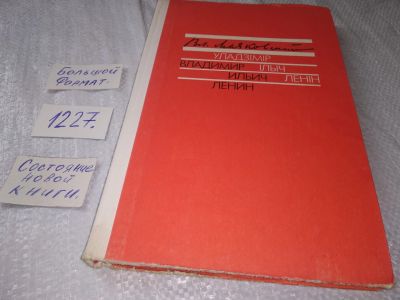 Большой
Формат.
1227.
Состояние
новой
книги.
Вл. Маяковский
УЛАДЗІМІР
ВЛАДИМИР ІЛЬІЧ
ИЛЬИЧ ЛЕНІН
ЛЕНИН